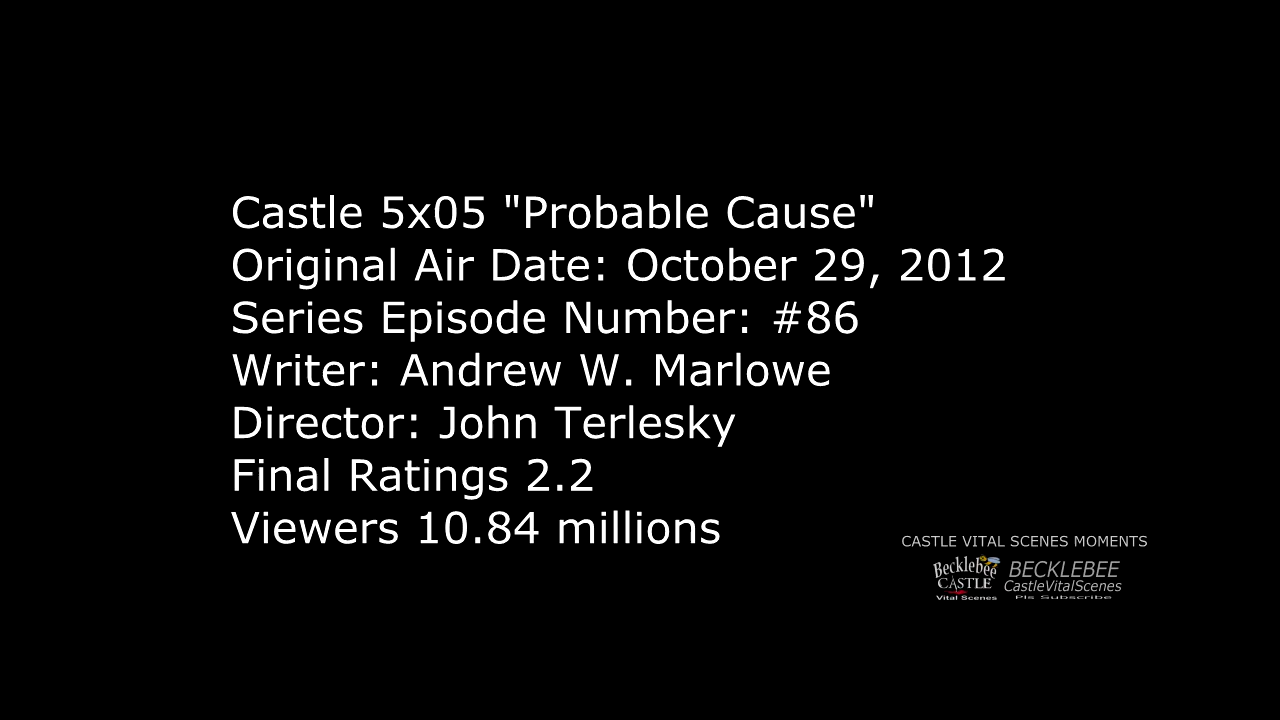 Castle 5x05 "Probable Cause"
Original Air Date: October 29, 2012
Series Episode Number: #86
Writer: Andrew W. Marlowe
Director: John Terlesky
Final Ratings 2.2
Viewers 10.84 millions
CASTLE VITAL SCENES MOMENTS
Becklebee
CASTLE
Vital Scenes
BECKLEBEE
CastleVitalScenes
Pls Subscribe